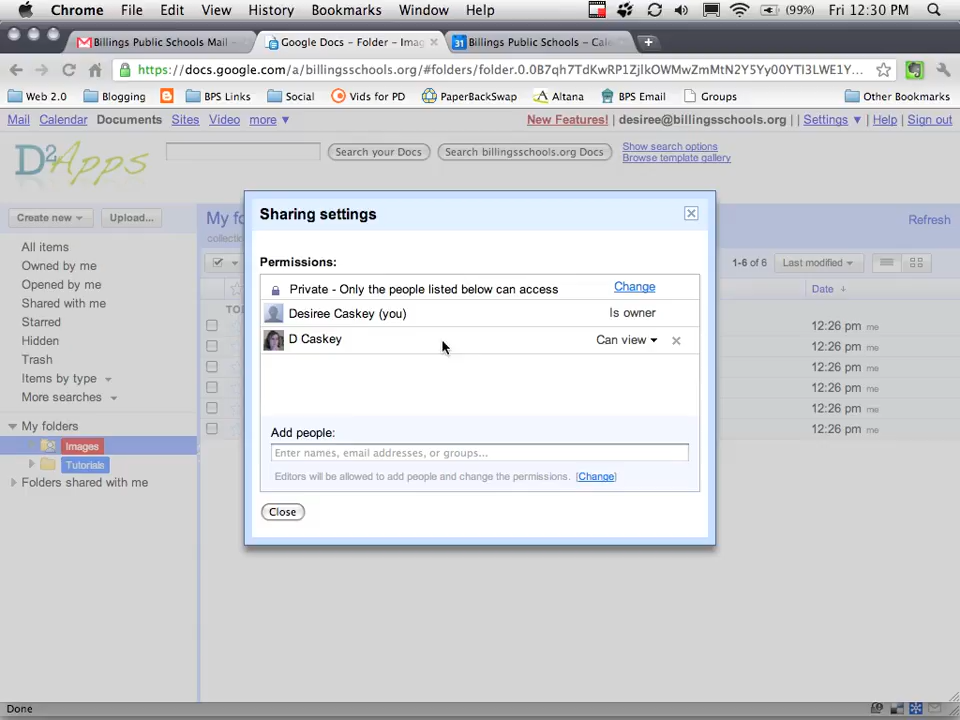 Chrome File Edit View History Bookmarks Window Help (99%) Fri 12:30 PM
Billings Public Schools Mail - Google Docs - Folder - Imag 31 Billings Public Schools - Cale
https://docs.google.com/a/billingsschools.org/#folders/folder.0.0B7qh7TdKwRP1ZjlkOWMwZmMtN2Y5Yy00YTI3LWE1Y...
Web 2.0 Blogging BPS Links Social Vids for PD PaperBackSwap Altana BPS Email Groups Other Bookmarks
Mail Calendar Documents Sites Video more ▼ New Features! | desiree@billingsschools.org | | Settings ▼ | Help | Sign out
D2Apps Search your Docs Search billingsschools.org Docs Show search options
Browse template gallery
Create new Upload... My fo Refresh
collectio
All items
Owned by me
Opened by me
Shared with me
Starred
Hidden
Trash
Items by type
More searches
My folders
Images
Tutorials
Folders shared with me
1-6 of 6 Last modified
Date
TO
12:26 pm me
12:26 pm me
12:26 pm me
12:26 pm me
12:26 pm me
12:26 pm me
Sharing settings
Permissions:
Private - Only the people listed below can access Change
Desiree Caskey (you) Is owner
D Caskey Can view
Add people:
Enter names, email addresses, or groups...
Editors will be allowed to add people and change the permissions. [Change]
Close
Done